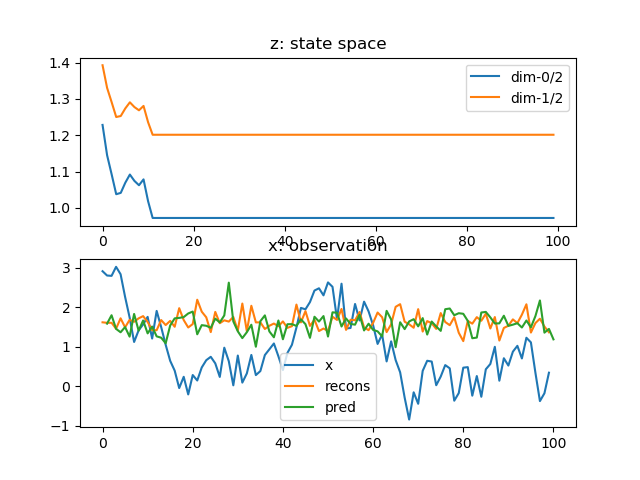 z: state space
1.4
1.3
1.2
1.1
1.0
dim-0/2
dim-1/2
0 20 40 60 80 100
x: observation
3
2
1
0
−1
x
recons
pred
0 20 40 60 80 100